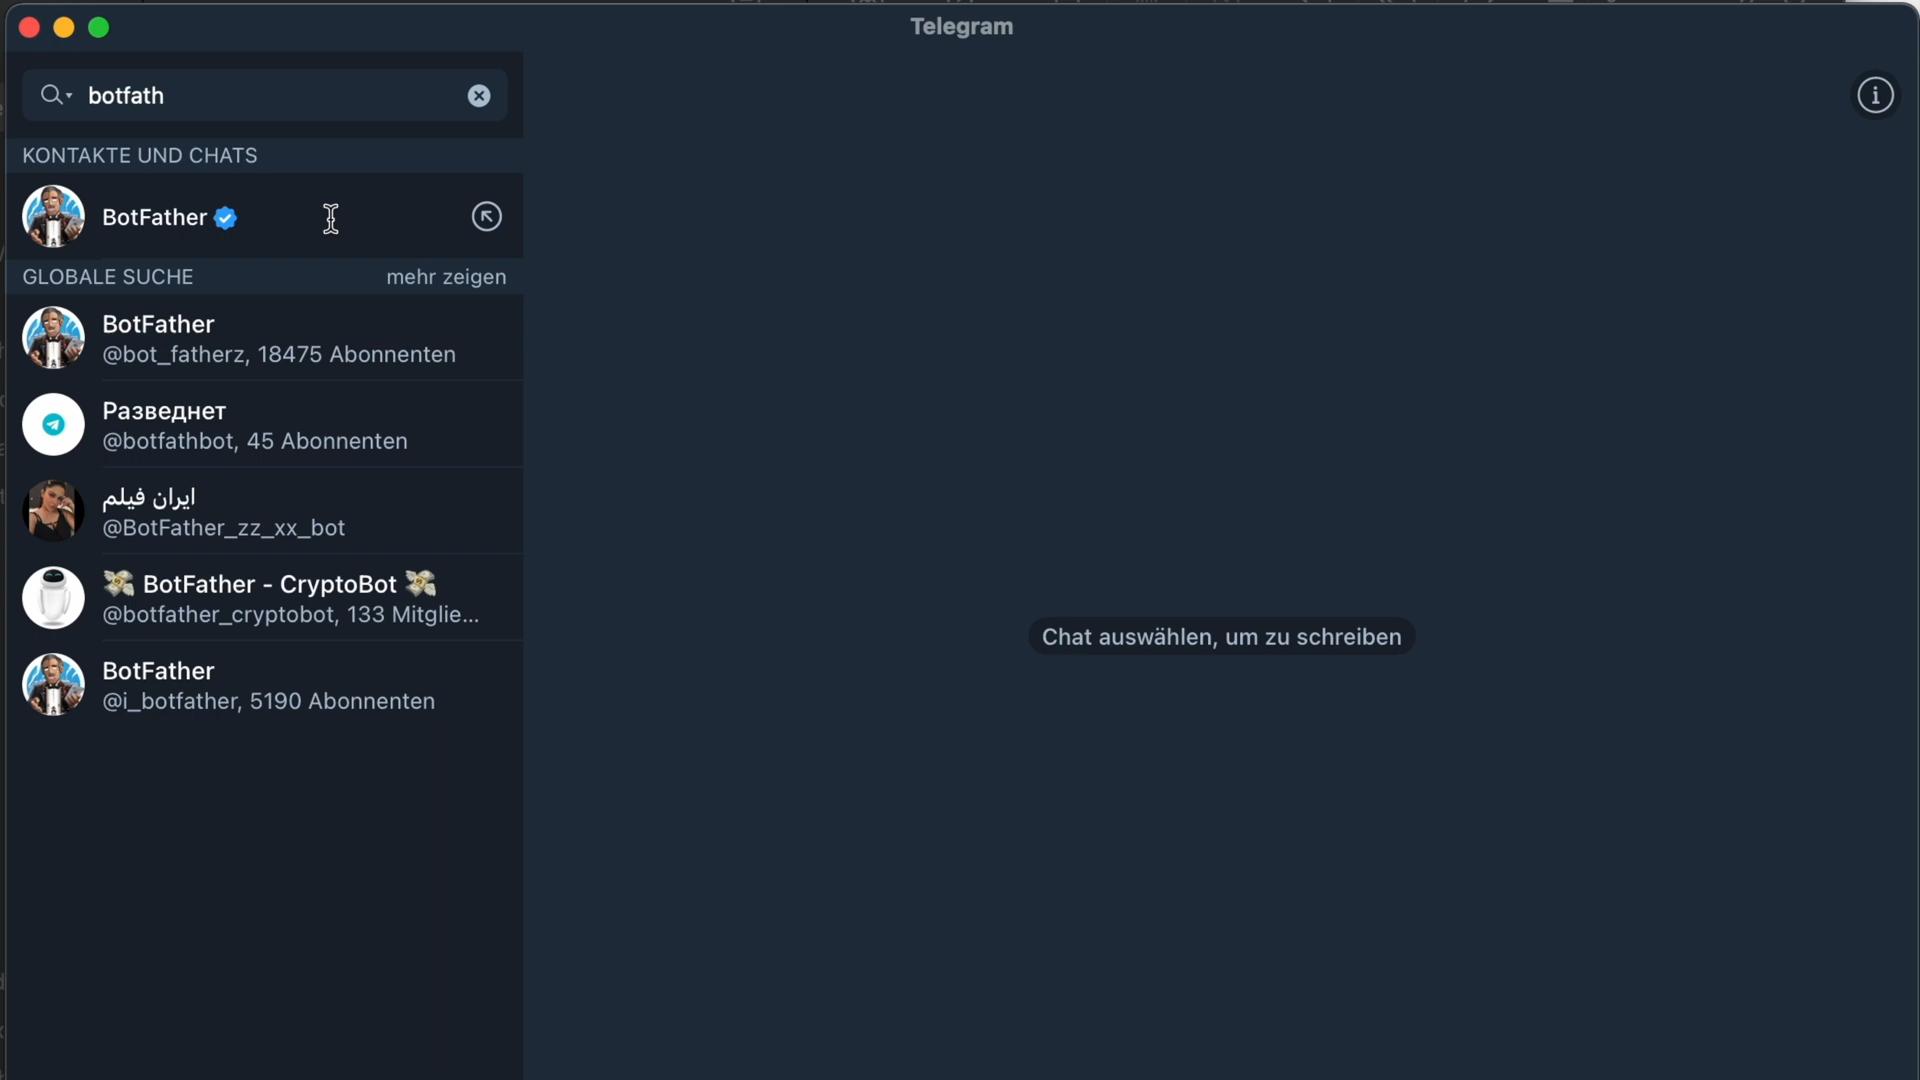 Telegram
botfath
KONTAKTE UND CHATS
BotFather
GLOBALE SUCHE mehr zeigen
BotFather
@bot_fatherz, 18475 Abonnenten
Разведнет
@botfathbot, 45 Abonnenten
ایران فیلم
@BotFather_zz_xx_bot
💸 BotFather - CryptoBot 💸
@botfather_cryptobot, 133 Mitglie...
BotFather
@i_botfather, 5190 Abonnenten
Chat auswählen, um zu schreiben